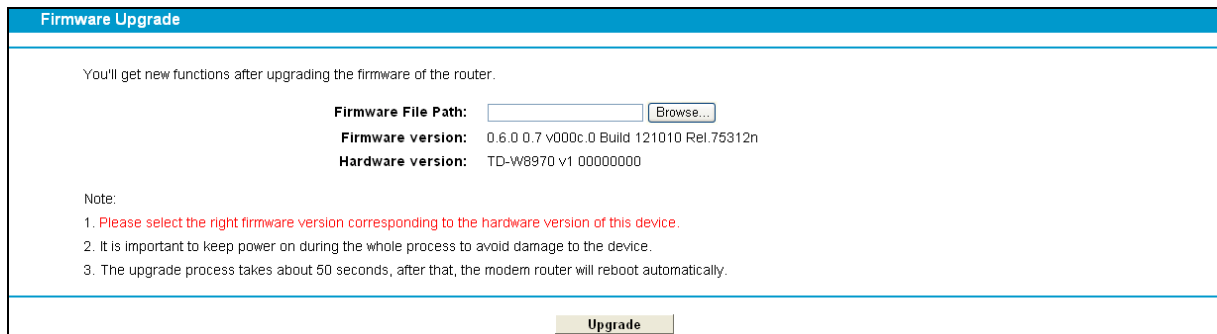 Firmware Upgrade
You'll get new functions after upgrading the firmware of the router.
Firmware File Path: Browse...
Firmware version: 0.6.0 0.7 v000c.0 Build 121010 Rel.75312n
Hardware version: TD-W8970 v1 00000000
Note:
1. Please select the right firmware version corresponding to the hardware version of this device.
2. It is important to keep power on during the whole process to avoid damage to the device.
3. The upgrade process takes about 50 seconds, after that, the modem router will reboot automatically.
Upgrade